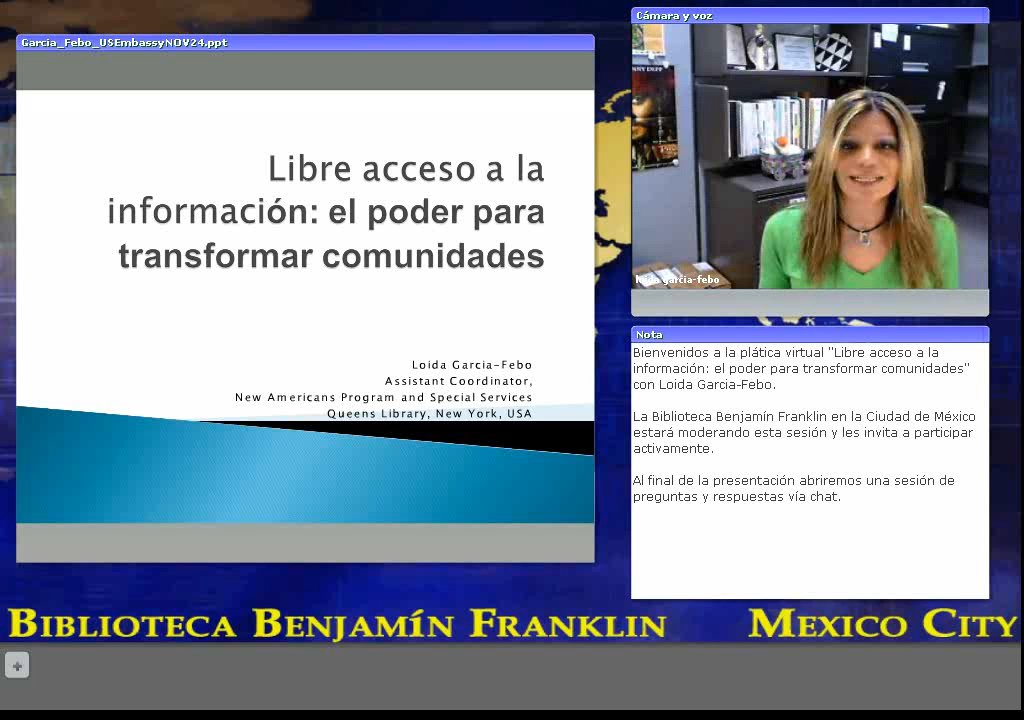 Garcia_Febo_USEmbassyNOV24.ppt
Libre acceso a la
información: el poder para
transformar comunidades
Loida Garcia-Febo
Assistant Coordinator,
New Americans Program and Special Services
Queens Library, New York, USA
Cámara y voz
garcia-febo
Nota
Bienvenidos a la plática virtual "Libre acceso a la
información: el poder para transformar comunidades"
con Loida Garcia-Febo.
La Biblioteca Benjamín Franklin en la Ciudad de México
estará moderando esta sesión y les invita a participar
activamente.
Al final de la presentación abriremos una sesión de
preguntas y respuestas vía chat.
BIBLIOTECA BENJAMÍN FRANKLIN MEXICO CITY